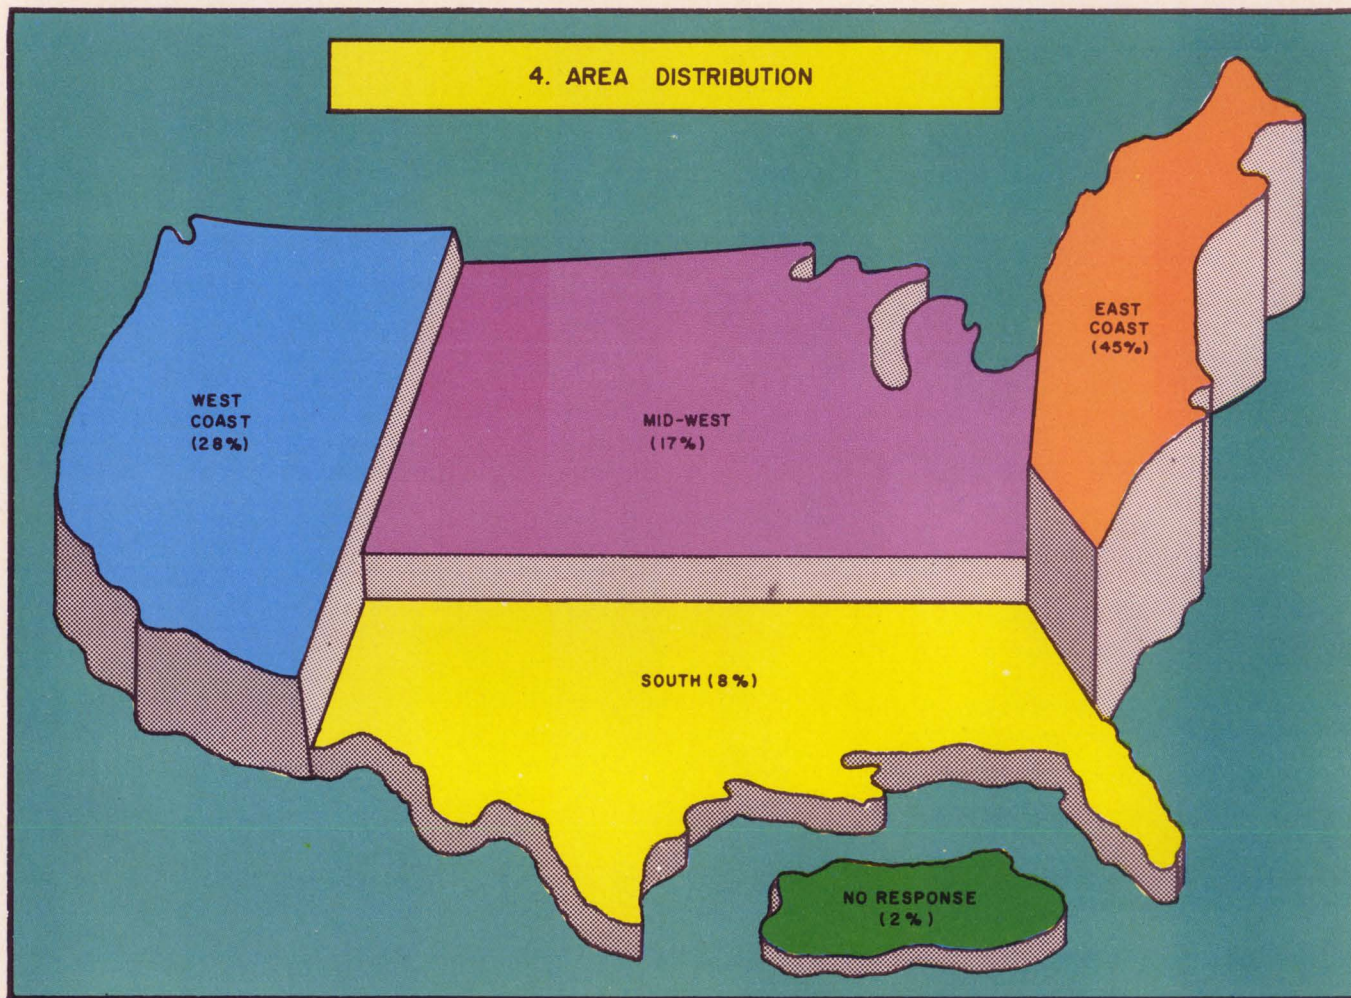 4. AREA DISTRIBUTION
EAST
COAST
(45%)
WEST
COAST
(28%)
MID-WEST
(17%)
SOUTH (8%)
NO RESPONSE
(2%)